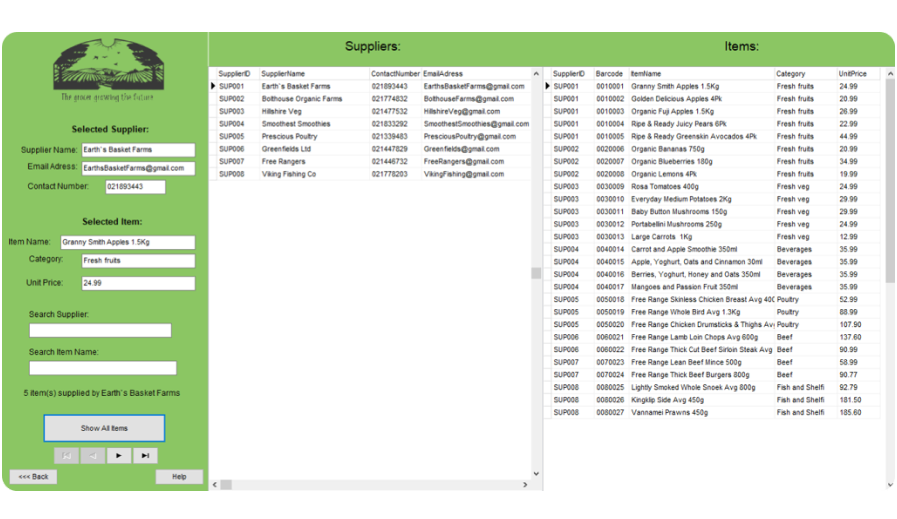 The power growing the future
Selected Supplier:
Supplier Name: Earth`s Basket Farms
Email Adress: EarthsBasketFarms@gmail.com
Contact Number: 021893443
Selected Item:
Item Name: Granny Smith Apples 1.5Kg
Category: Fresh fruits
Unit Price: 24.99
Search Supplier:
Search Item Name:
5 item(s) supplied by Earth`s Basket Farms
Show All Items
<<< Back
Help
Suppliers:
SupplierID SupplierName ContactNumber EmailAdress
SUP001 Earth`s Basket Farms 021893443 EarthsBasketFarms@gmail.com
SUP002 Bolthouse Organic Farms 021774832 BolthouseFarms@gmail.com
SUP003 Hillshire Veg 021477532 HillshireVeg@gmail.com
SUP004 Smoothest Smoothies 021833292 SmoothestSmoothies@gmail.com
SUP005 Prescious Poultry 021339483 PresciousPoultry@gmail.com
SUP006 Greenfields Ltd 021447829 Greenfields@gmail.com
SUP007 Free Rangers 021446732 FreeRangers@gmail.com
SUP008 Viking Fishing Co 021778203 VikingFishing@gmail.com
Items:
SupplierID Barcode ItemName Category UnitPrice
SUP001 0010001 Granny Smith Apples 1.5Kg Fresh fruits 24.99
SUP001 0010002 Golden Delicious Apples 4Pk Fresh fruits 20.99
SUP001 0010003 Organic Fuji Apples 1.5Kg Fresh fruits 26.99
SUP001 0010004 Ripe & Ready Juicy Pears 6Pk Fresh fruits 22.99
SUP001 0010005 Ripe & Ready Greenskin Avocados 4Pk Fresh fruits 44.99
SUP002 0020006 Organic Bananas 750g Fresh fruits 20.99
SUP002 0020007 Organic Blueberries 180g Fresh fruits 34.99
SUP002 0020008 Organic Lemons 4Pk Fresh fruits 19.99
SUP003 0030009 Rosa Tomatoes 400g Fresh veg 24.99
SUP003 0030010 Everyday Medium Potatoes 2Kg Fresh veg 29.99
SUP003 0030011 Baby Button Mushrooms 150g Fresh veg 29.99
SUP003 0030012 Portabellini Mushrooms 250g Fresh veg 24.99
SUP003 0030013 Large Carrots 1Kg Fresh veg 12.99
SUP004 0040014 Carrot and Apple Smoothie 350ml Beverages 35.99
SUP004 0040015 Apple, Yoghurt, Oats and Cinnamon 30ml Beverages 35.99
SUP004 0040016 Berries, Yoghurt, Honey and Oats 350ml Beverages 35.99
SUP004 0040017 Mangoes and Passion Fruit 350ml Beverages 35.99
SUP005 0050018 Free Range Skinless Chicken Breast Avg 400 Poultry 52.99
SUP005 0050019 Free Range Whole Bird Avg 1.3Kg Poultry 88.99
SUP005 0050020 Free Range Chicken Drumsticks & Thighs Avg Poultry 107.90
SUP006 0060021 Free Range Lamb Loin Chops Avg 600g Beef 137.60
SUP006 0060022 Free Range Thick Cut Beef Sirloin Steak Avg Beef 90.99
SUP007 0070023 Free Range Lean Beef Mince 500g Beef 58.99
SUP007 0070024 Free Range Thick Beef Burgers 800g Beef 90.77
SUP008 0080025 Lightly Smoked Whole Snoek Avg 800g Fish and Shelfi 92.79
SUP008 0080026 Kingklip Side Avg 450g Fish and Shelfi 181.50
SUP008 0080027 Vannamei Prawns 450g Fish and Shelfi 185.60